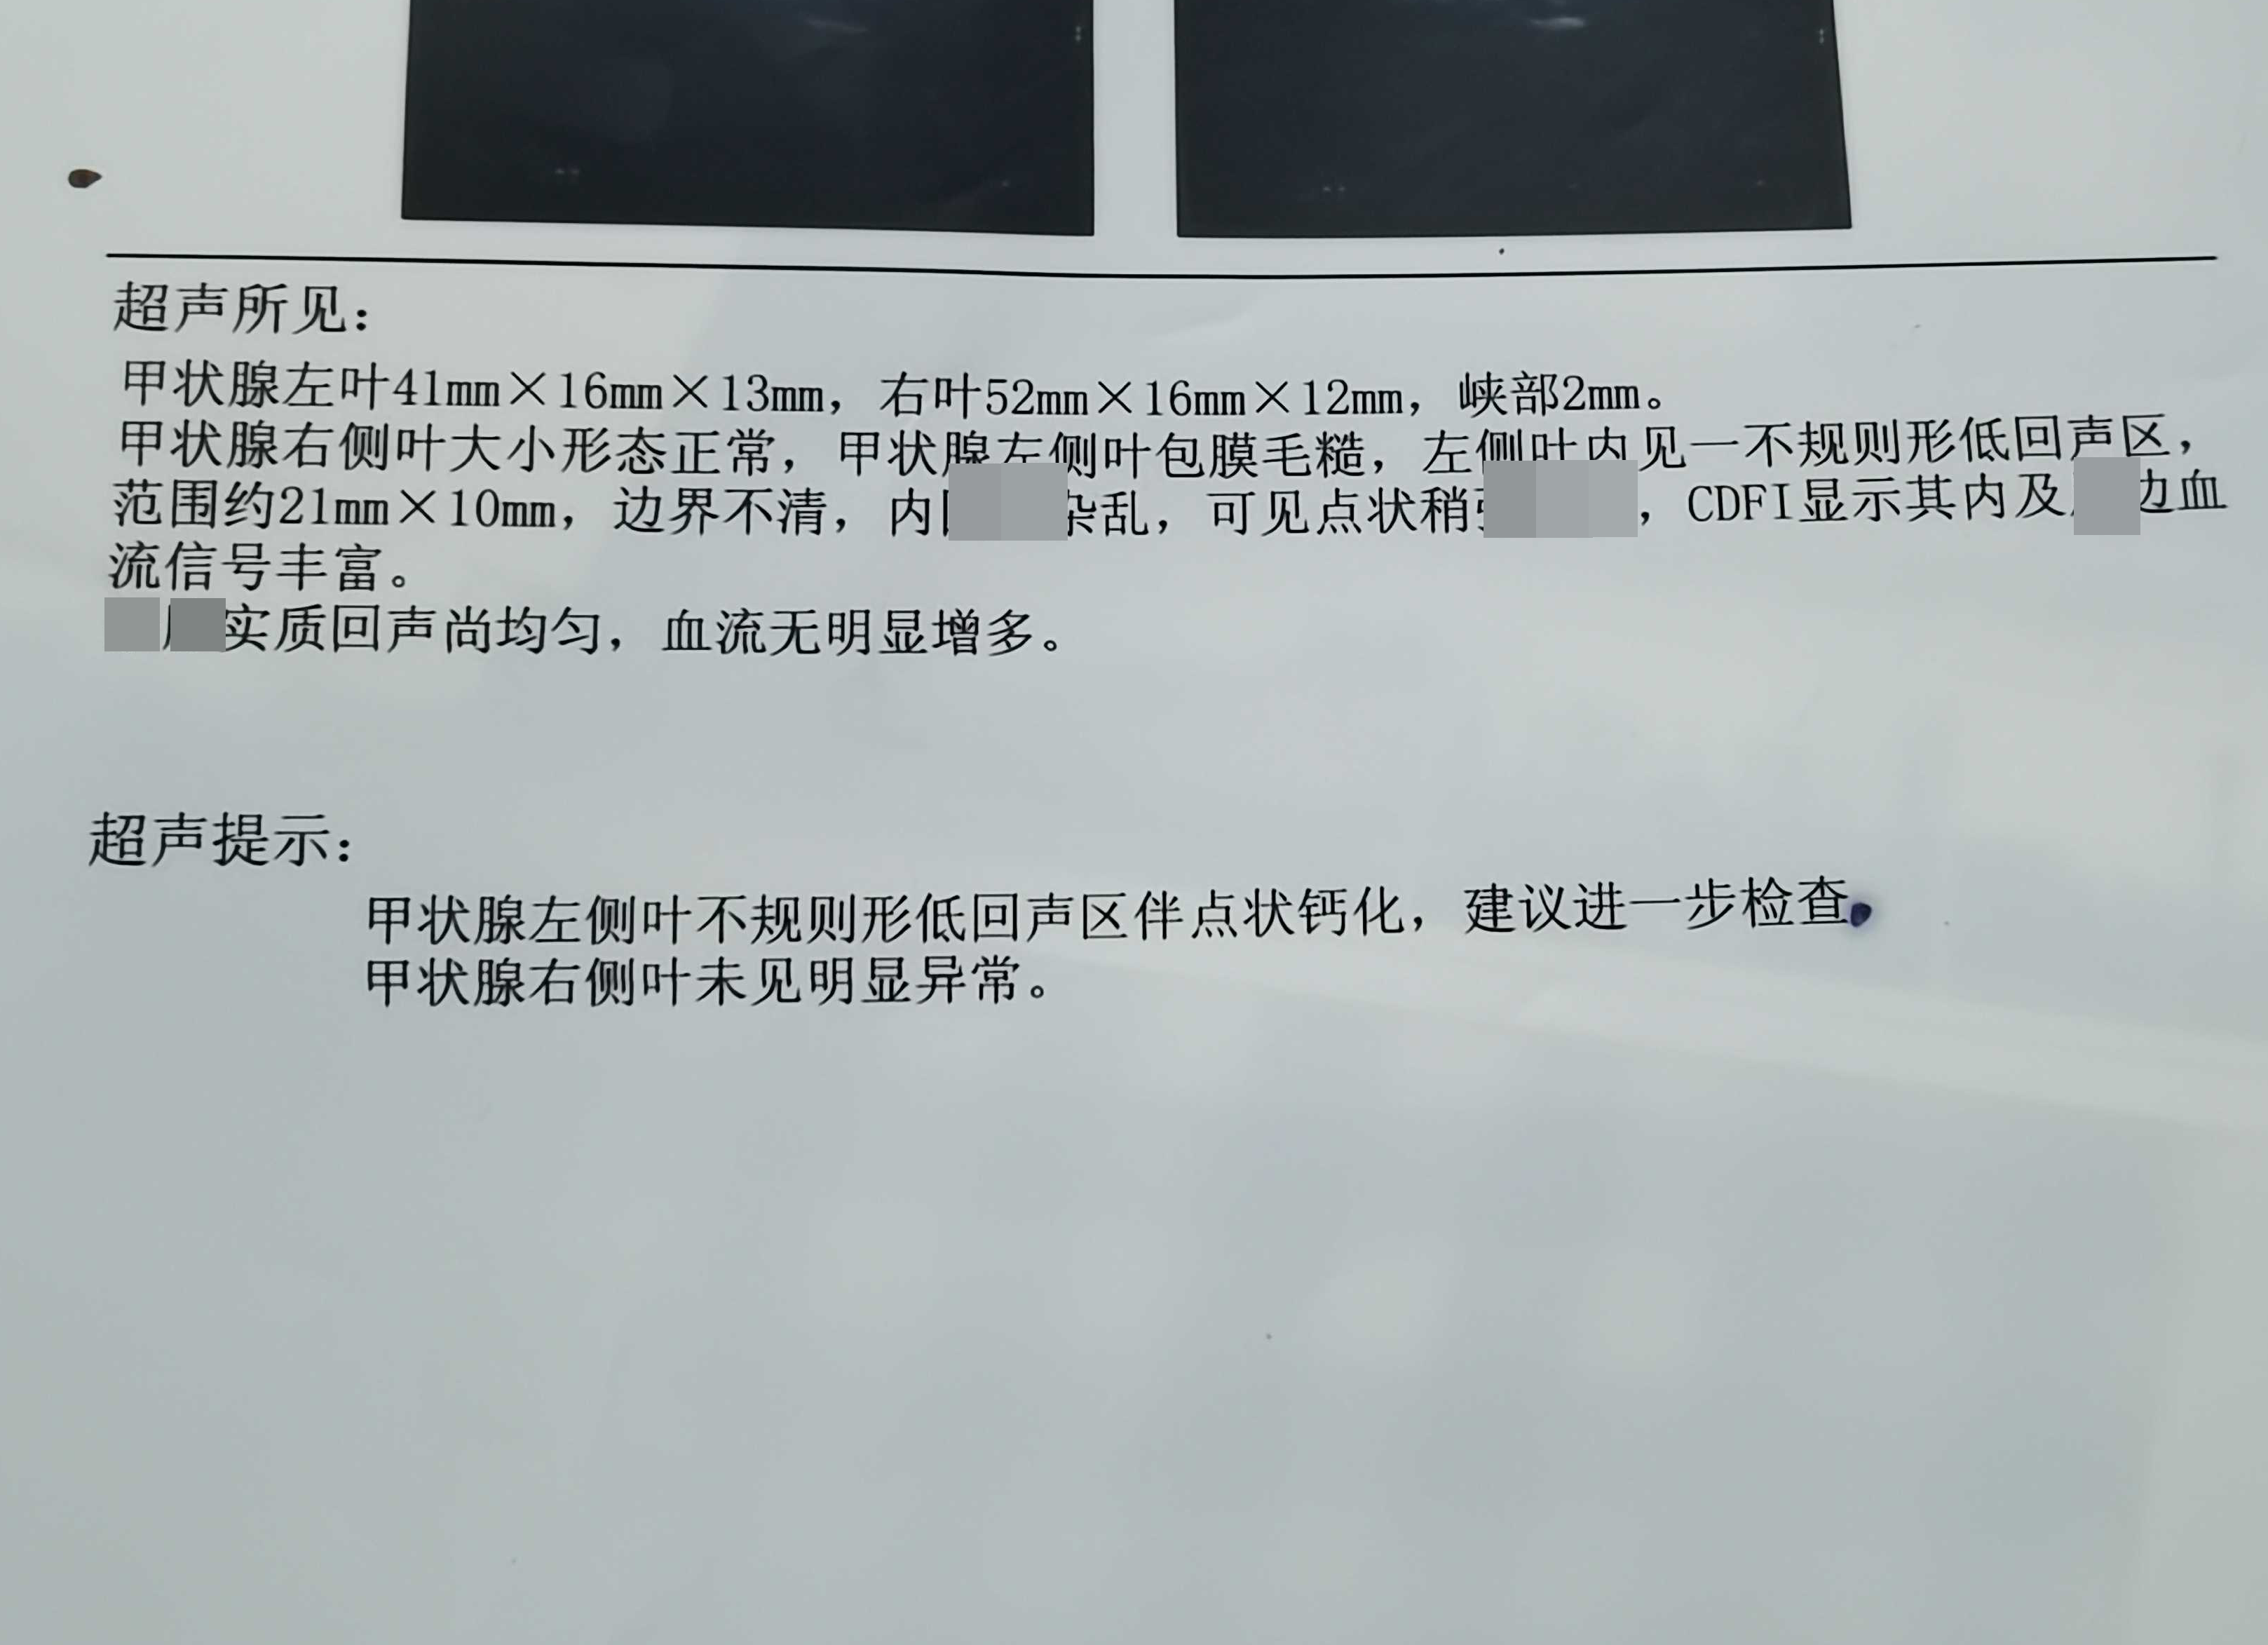 超声所见：
甲状腺左叶41mm×16mm×13mm，右叶52mm×16mm×12mm，峡部2mm。
甲状腺右侧叶大小形态正常，甲状腺左侧叶包膜毛糙，左侧叶内见一不规则形低回声区，
范围约21mm×10mm，边界不清，内杂乱，可见点状稍，CDFI显示其内及边血
流信号丰富。
实质回声尚均匀，血流无明显增多。
超声提示：
甲状腺左侧叶不规则形低回声区伴点状钙化，建议进一步检查
甲状腺右侧叶未见明显异常。